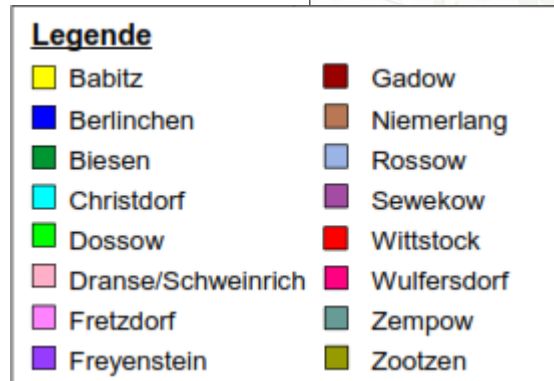 Legende
Babitz
Berlinchen
Biesen
Christdorf
Dossow
Dranse/Schweinrich
Fretzdorf
Freyenstein
Gadow
Niemerlang
Rossow
Sewekow
Wittstock
Wulfersdorf
Zempow
Zootzen